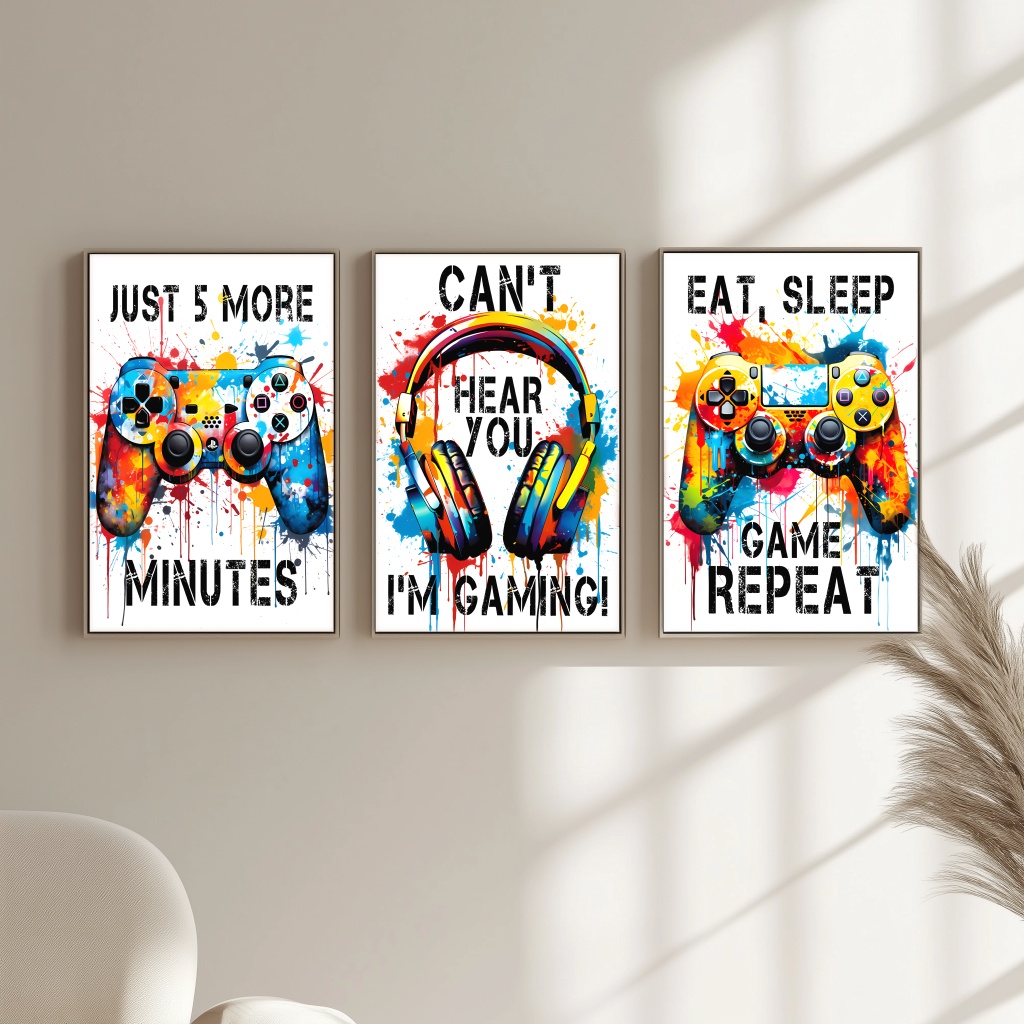 JUST 5 MORE
MINUTES
CAN'T
HEAR
YOU
I'M GAMING!
EAT, SLEEP
GAME
REPEAT